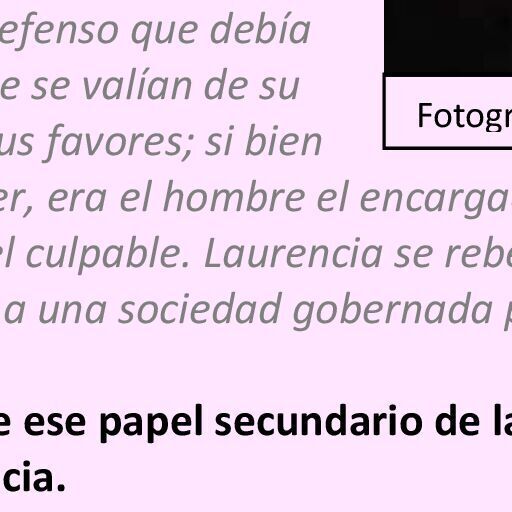 efenso que debía
e se valían de su
Fotogr
us favores; si bien
er, era el hombre el encarga
el culpable. Laurencia se rebe
a una sociedad gobernada p
e ese papel secundario de la
cia.